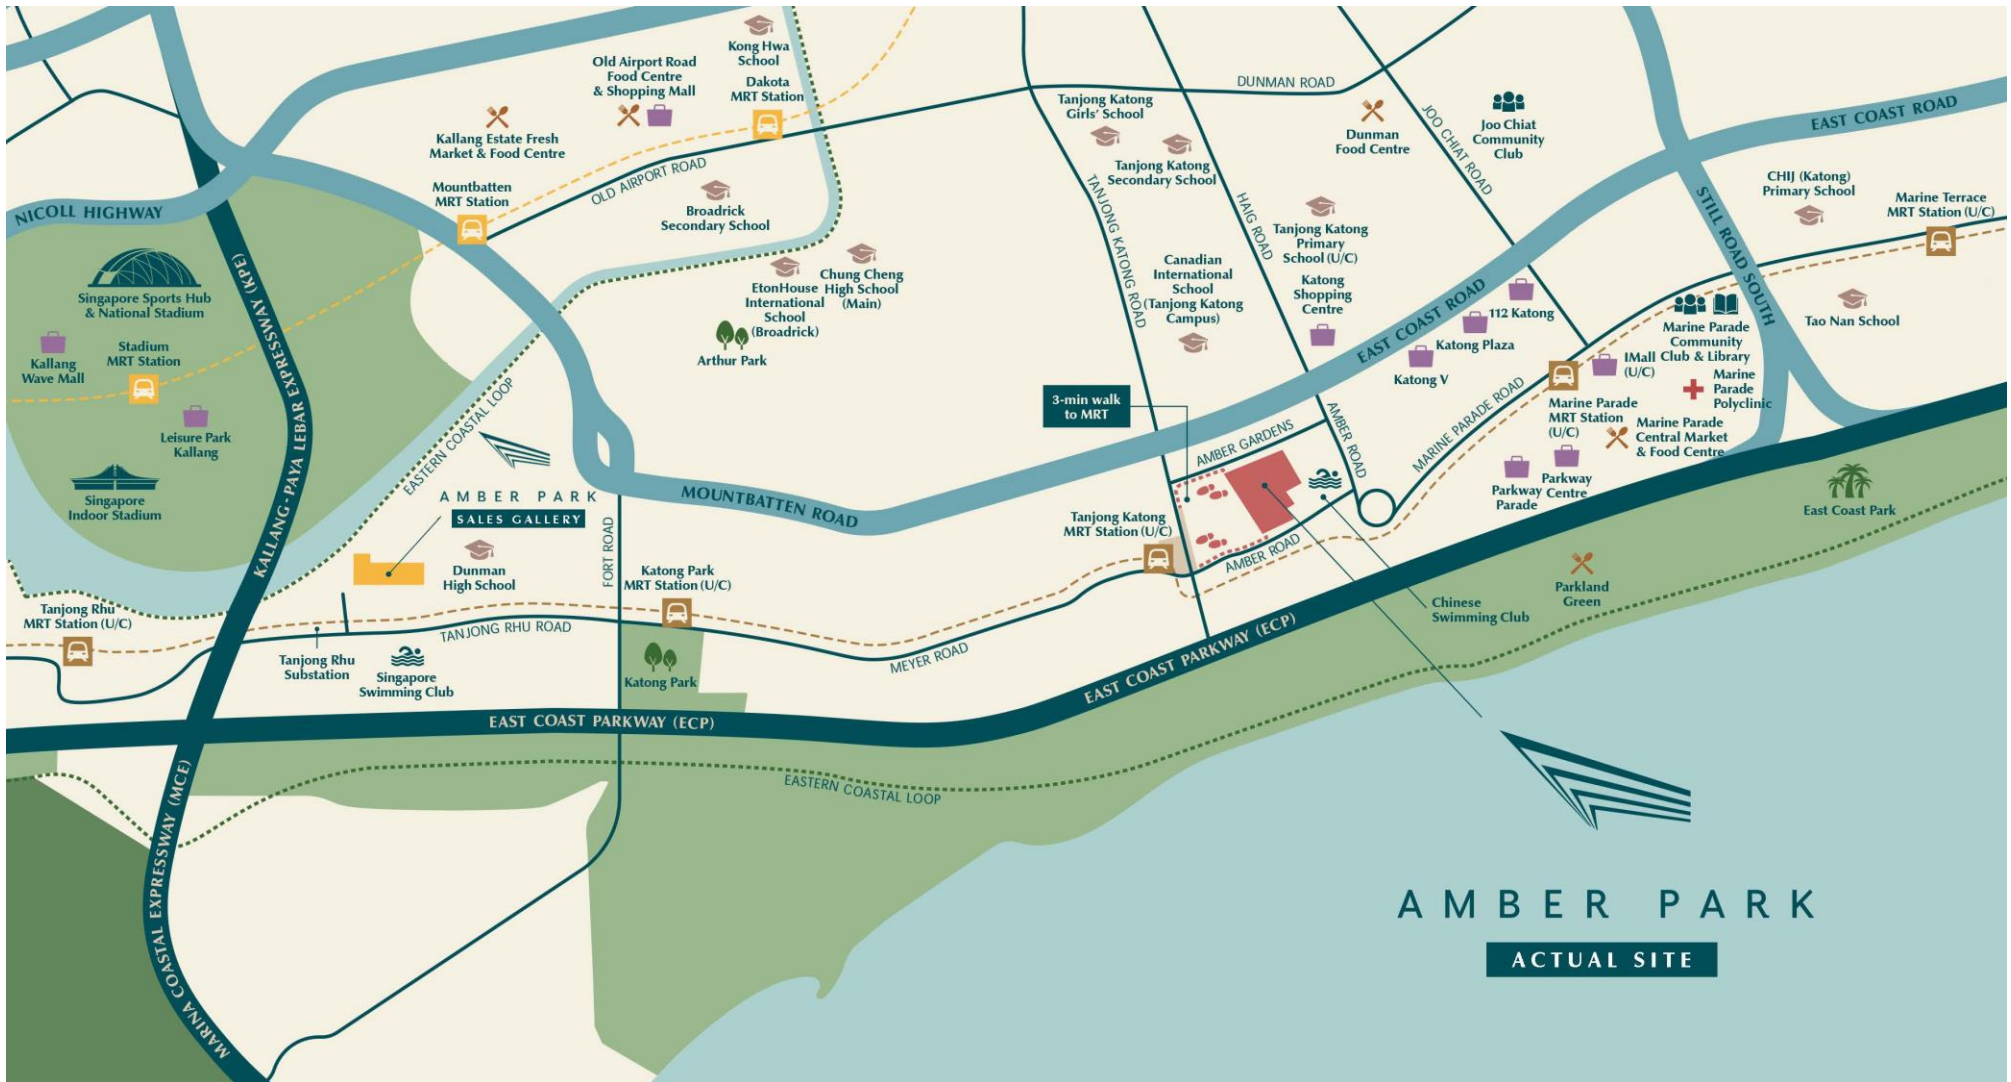 Kong Hwa
School
Old Airport Road
Food Centre
& Shopping Mall
Dakota
MRT Station
Kallang Estate Fresh
Market & Food Centre
Mountbatten
MRT Station
OLD AIRPORT ROAD
Broadrick
Secondary School
NICOLL HIGHWAY
Singapore Sports Hub
& National Stadium
Kallang
Wave Mall
Stadium
MRT Station
Leisure Park
Kallang
Singapore
Indoor Stadium
KALLANG-PAYA LEBAR EXPRESSWAY (KPE)
EtonHouse
International
School
(Broadrick)
Chung Cheng
High School
(Main)
Arthur Park
EASTERN COASTAL LOOP
AMBER PARK
SALES GALLERY
Dunman
High School
FORT ROAD
MOUNTBATTEN ROAD
Tanjong Rhu
MRT Station (U/C)
Tanjong Rhu
Substation
Singapore
Swimming Club
TANJONG RHU ROAD
Katong Park
MRT Station (U/C)
Katong Park
MEYER ROAD
EAST COAST PARKWAY (ECP)
EASTERN COASTAL LOOP
MARINA COASTAL EXPRESSWAY (MCE)
DUNMAN ROAD
Tanjong Katong
Girls' School
Tanjong Katong
Secondary School
TANJONG KATONG ROAD
HAIG ROAD
Dunman
Food Centre
JOO CHIAT ROAD
Joo Chiat
Community
Club
EAST COAST ROAD
Tanjong Katong
Primary
School (U/C)
Canadian
International
School
(Tanjong Katong
Campus)
Katong
Shopping
Centre
EAST COAST ROAD
112 Katong
Katong Plaza
Katong V
STILL ROAD SOUTH
CHIJ (Katong)
Primary School
Marine Terrace
MRT Station (U/C)
Tao Nan School
Marine Parade
Community
Club & Library
IMall
(U/C)
Marine
Parade
Polyclinic
Marine Parade
MRT Station
(U/C)
Marine Parade
Central Market
& Food Centre
Parkway
Parade
Parkway
Centre
MARINE PARADE ROAD
3-min walk
to MRT
AMBER GARDENS
AMBER ROAD
Tanjong Katong
MRT Station (U/C)
AMBER ROAD
Chinese
Swimming Club
EAST COAST PARKWAY (ECP)
Parkland
Green
East Coast Park
AMBER PARK
ACTUAL SITE